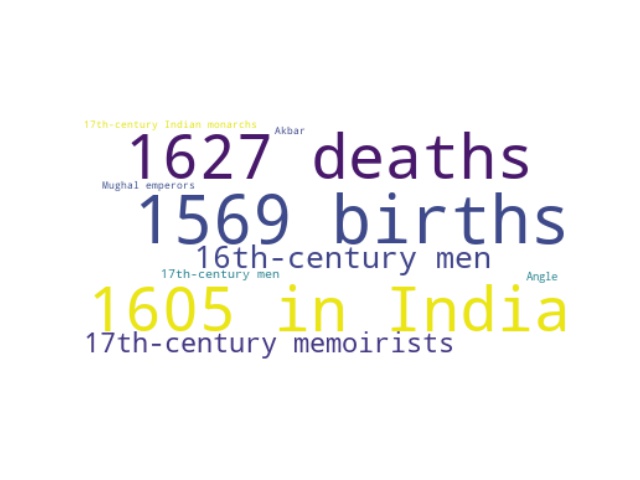 17th-century Indian monarchs
Akbar
1627 deaths
Mughal emperors
1569 births
16th-century men
17th-century men
Angle
1605 in India
17th-century memoirists